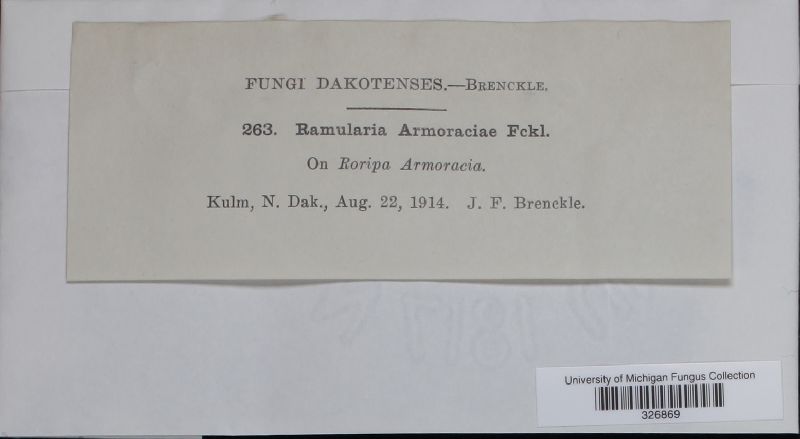 FUNGI DAKOTENSES.—BRENCKLE.
263. Ramularia Armoraciae Fckl.
On Roripa Armoracia.
Kulm, N. Dak., Aug. 22, 1914. J. F. Brenckle.
University of Michigan Fungus Collection
326869